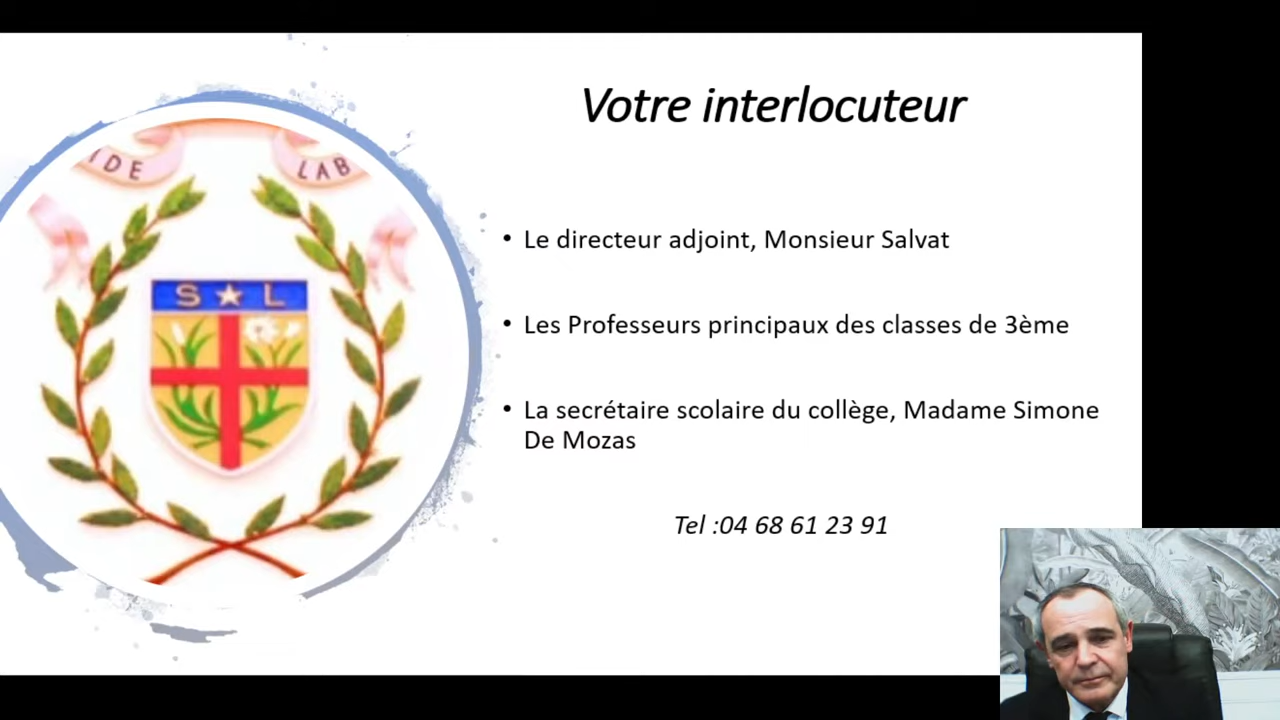 Votre interlocuteur
IDE
LAB
S L
• Le directeur adjoint, Monsieur Salvat
• Les Professeurs principaux des classes de 3ème
• La secrétaire scolaire du collège, Madame Simone
De Mozas
Tel :04 68 61 23 91